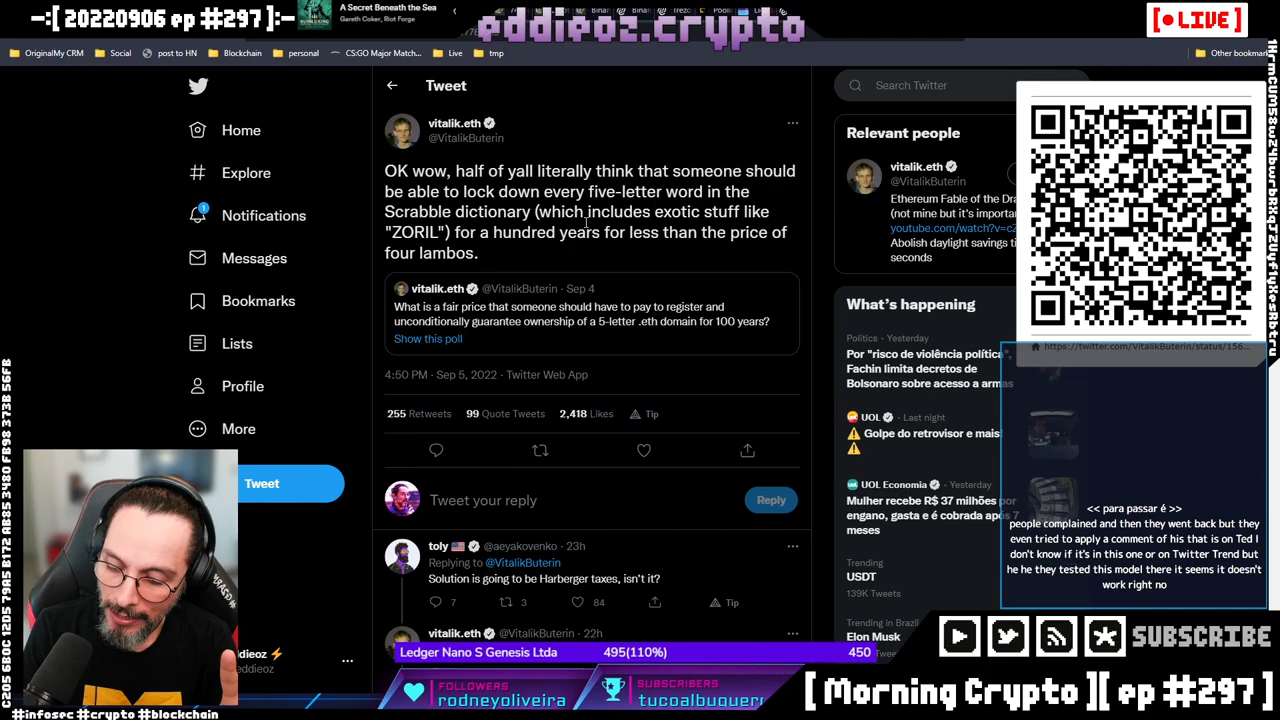 -:[ 20220906 ep #297]:-
A Secret Beneath the Sea
Gareth Coker, Riot Forge
eddieoz.crypto
[● LIVE]
OriginalMy CRM
Social
post to HN
Blockchain
personal
CS:GO Major Match...
Live
tmp
Other bookmark
Home
Explore
Notifications
1
Messages
Bookmarks
Lists
Profile
More
Tweet
Tweet
vitalik.eth
@VitalikButerin
OK wow, half of yall literally think that someone should
be able to lock down every five-letter word in the
Scrabble dictionary (which includes exotic stuff like
"ZORIL") for a hundred years for less than the price of
four lambos.
vitalik.eth @VitalikButerin · Sep 4
What is a fair price that someone should have to pay to register and
unconditionally guarantee ownership of a 5-letter .eth domain for 100 years?
Show this poll
4:50 PM · Sep 5, 2022 · Twitter Web App
255 Retweets 99 Quote Tweets 2,418 Likes Tip
Tweet your reply
Reply
toly @aeyakovenko · 23h
Replying to @VitalikButerin
Solution is going to be Harberger taxes, isn't it?
7 3 84 Tip
vitalik.eth @VitalikButerin · 22h
Search Twitter
Relevant people
vitalik.eth
@VitalikButerin
Ethereum Fable of the Dra
(not mine but it's importa
youtube.com/watch?v=cz
Abolish daylight savings ti
seconds
What's happening
Politics · Yesterday
Por "risco de violência política",
Fachin limita decretos de
Bolsonaro sobre acesso a armas
UOL · Last night
Golpe do retrovisor e mais!
UOL Economia · Yesterday
Mulher recebe R$ 37 milhões por
engano, gasta e é cobrada após 7
meses
Trending
USDT
139K Tweets
Trending in Brazil
Elon Musk
https://twitter.com/VitalikButerin/status/156...
<< para passar é >>
people complained and then they went back but they
even tried to apply a comment of his that is on Ted I
don't know if it's in this one or on Twitter Trend but
he he they tested this model there it seems it doesn't
work right no
SUBSCRIBE
Ledger Nano S Genesis Ltda 495(110%) 450
FOLLOWERS
rodneyoliveira
SUBSCRIBERS
tucoalbuquer
[ Morning Crypto ][ ep #297 ]
ddieoz
eddieoz
#infosec #crypto #blockchain